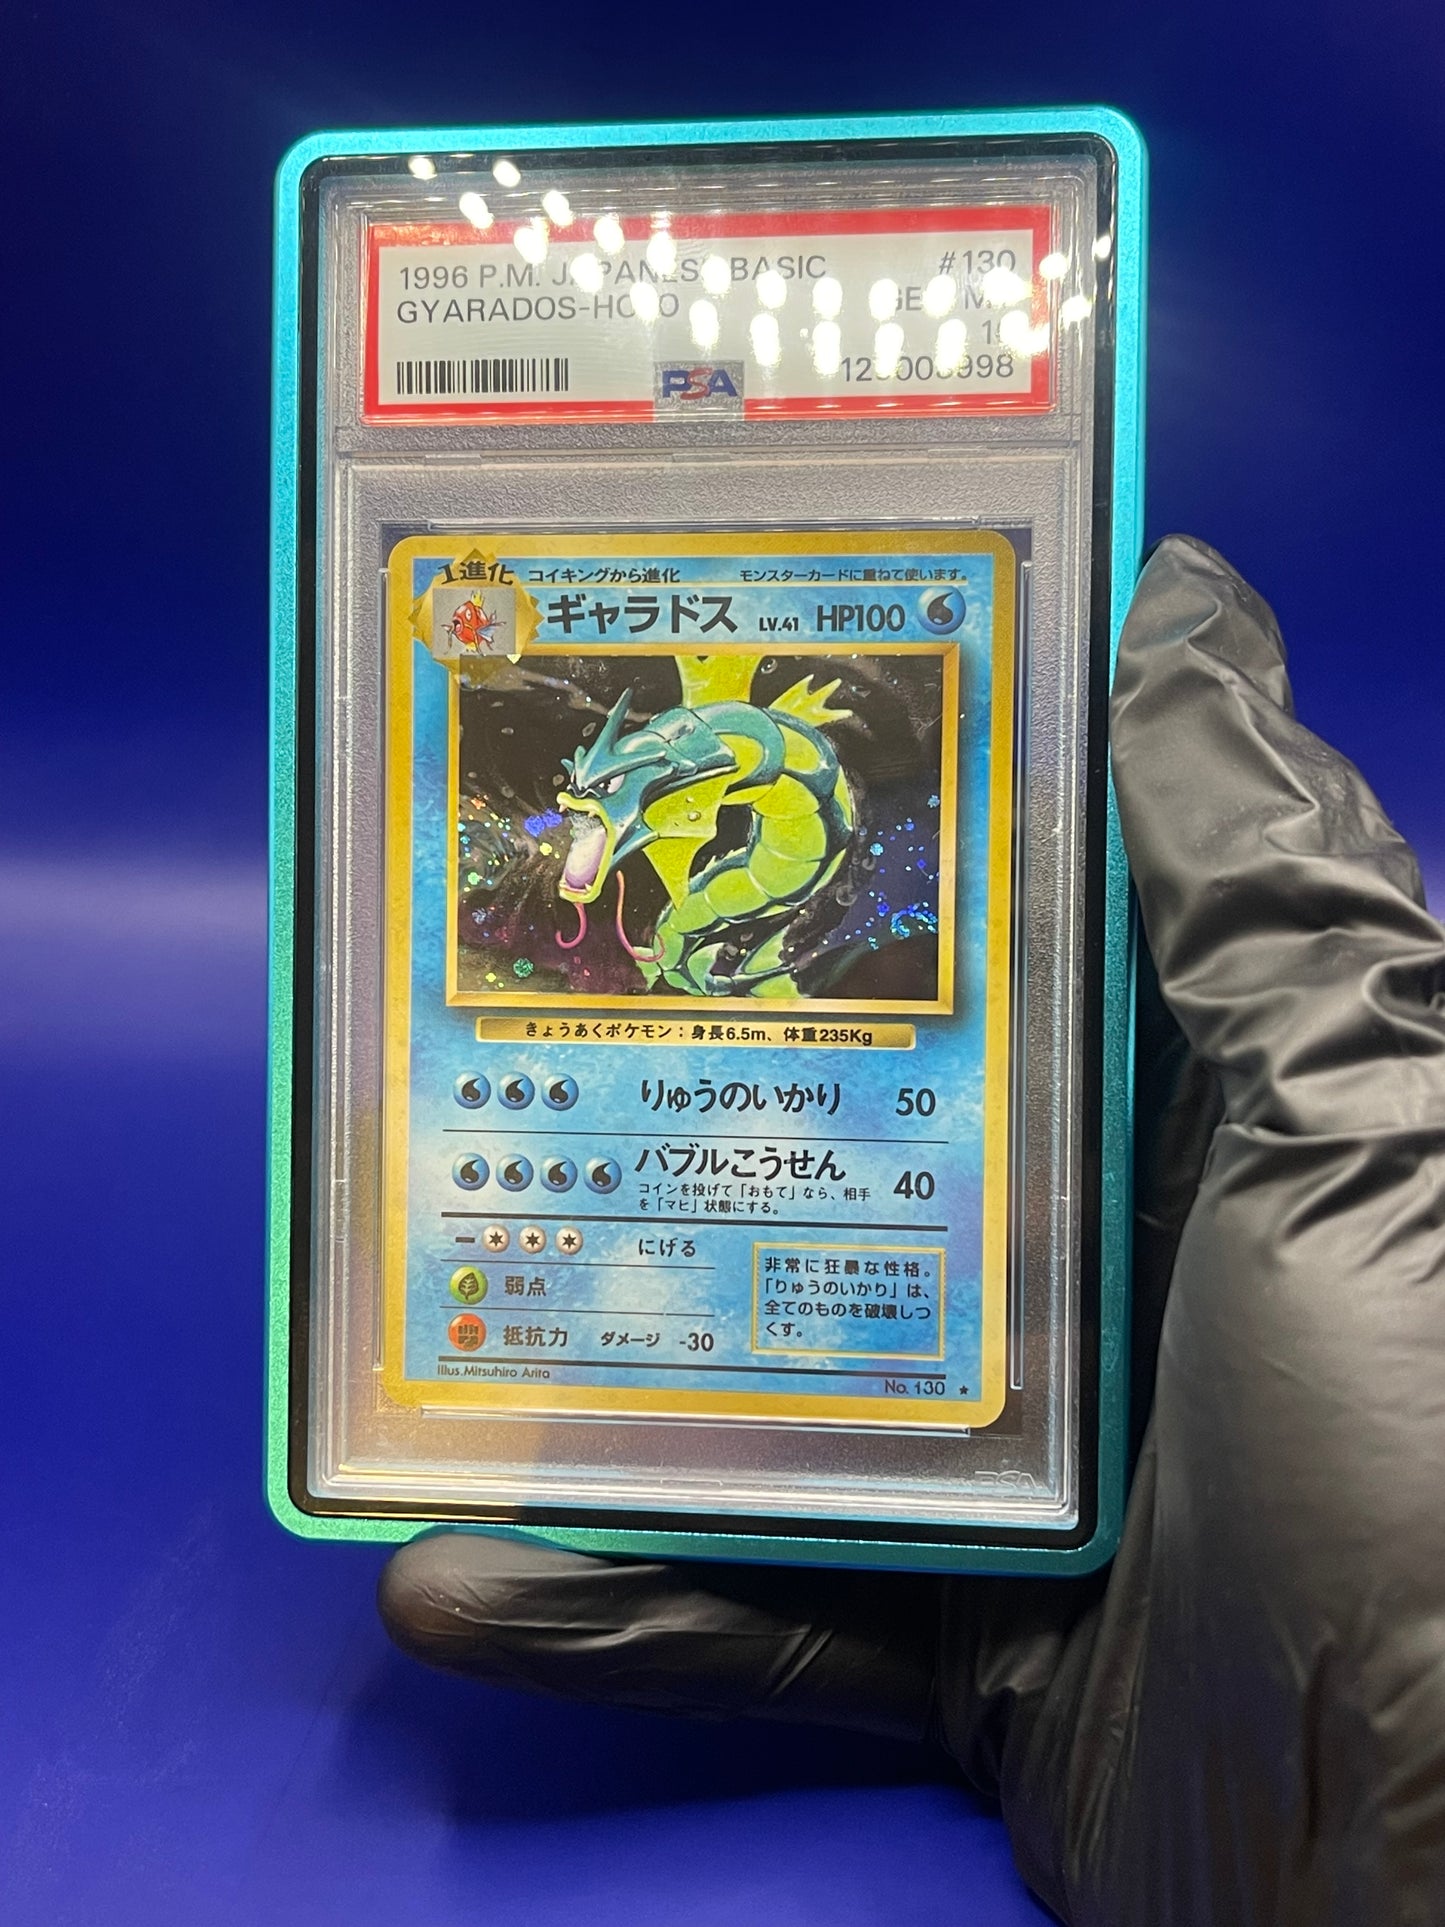 1996 P.M. JAPANESE BASIC #130
GYARADOS-HOLO GEM MT
PSA
1進化 コイキングから進化 モンスターカードに重ねて使います。
ギャラドス LV.41 HP100
きょうあくポケモン:身長6.5m、体重235Kg
りゅうのいかり 50
バブルこうせん 40
コインを投げて「おもて」なら、相手
を「マヒ」状態にする。
にげる
弱点
抵抗力 ダメージ -30
非常に狂暴な性格。
「りゅうのいかり」は、
全てのものを破壊しつ
くす。
Illus.Mitsuhiro Arita
No. 130 ★
PSA